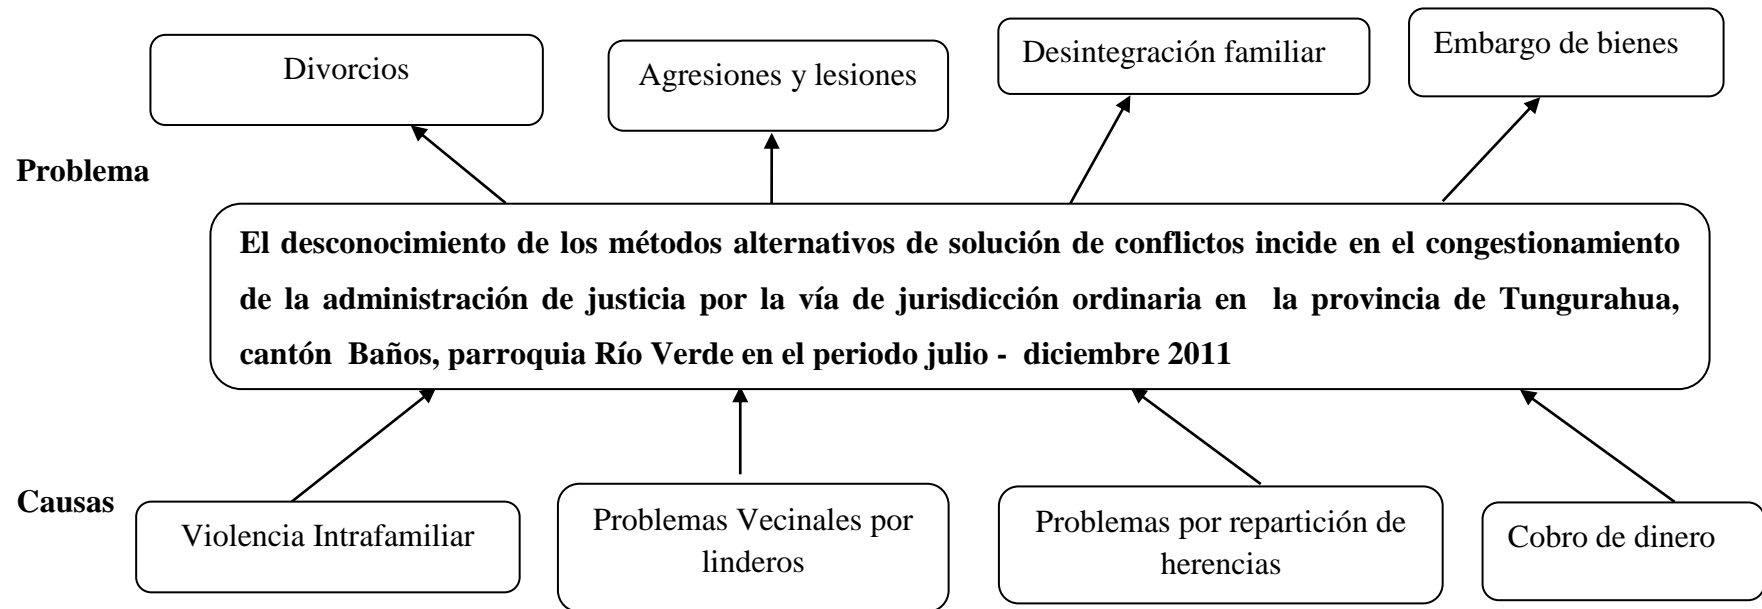 Divorcios
Agresiones y lesiones
Desintegración familiar
Embargo de bienes
Problema
El desconocimiento de los métodos alternativos de solución de conflictos incide en el congestionamiento
de la administración de justicia por la vía de jurisdicción ordinaria en la provincia de Tungurahua,
cantón Baños, parroquia Río Verde en el periodo julio - diciembre 2011
Causas
Violencia Intrafamiliar
Problemas Vecinales por
linderos
Problemas por repartición de
herencias
Cobro de dinero